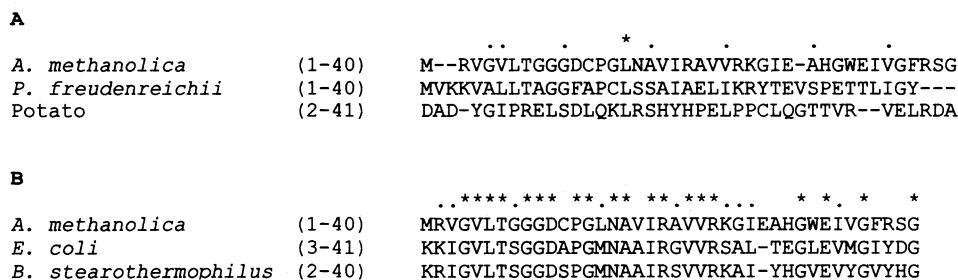 A
.. . * . . . .
A. methanolica (1-40) M--RVGVLTGGGDCPGLNAVIRAVVRKGIE-AHGWEIVGFRSG
P. freudenreichii (1-40) MVKKVALLTAGGFAPCLSSAIAELIKRYTEVSPETTLIGY---
Potato (2-41) DAD-YGIPRELSDLQKLRSHYHPELPPCLQGTTVR--VELRDA
B
..****.*** **.** **.***... * *. * *
A. methanolica (1-40) MRVGVLTGGGDCPGLNAVIRAVVRKGIEAHGWEIVGFRSG
E. coli (3-41) KKIGVLTSGGDAPGMNAAIRGVVRSAL-TEGLEVMGIYDG
B. stearothermophilus (2-40) KRIGVLTSGGDSPGMNAAIRSVVRKAI-YHGVEVYGVYHG